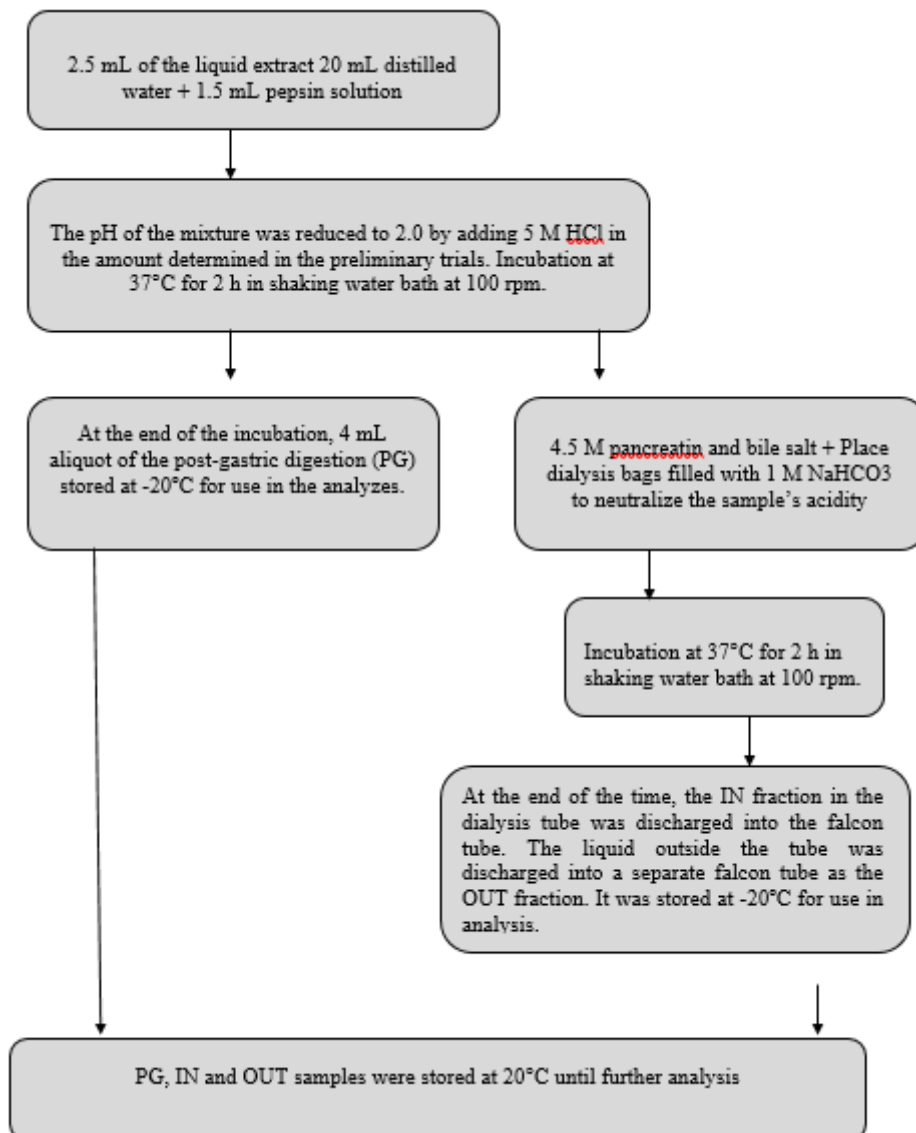 2.5 mL of the liquid extract 20 mL distilled
water + 1.5 mL pepsin solution
The pH of the mixture was reduced to 2.0 by adding 5 M HCl in
the amount determined in the preliminary trials. Incubation at
37°C for 2 h in shaking water bath at 100 rpm.
At the end of the incubation, 4 mL
aliquot of the post-gastric digestion (PG)
stored at -20°C for use in the analyzes.
4.5 M pancreatin and bile salt + Place
dialysis bags filled with 1 M NaHCO3
to neutralize the sample’s acidity
Incubation at 37°C for 2 h in
shaking water bath at 100 rpm.
At the end of the time, the IN fraction in the
dialysis tube was discharged into the falcon
tube. The liquid outside the tube was
discharged into a separate falcon tube as the
OUT fraction. It was stored at -20°C for use in
analysis.
PG, IN and OUT samples were stored at 20°C until further analysis